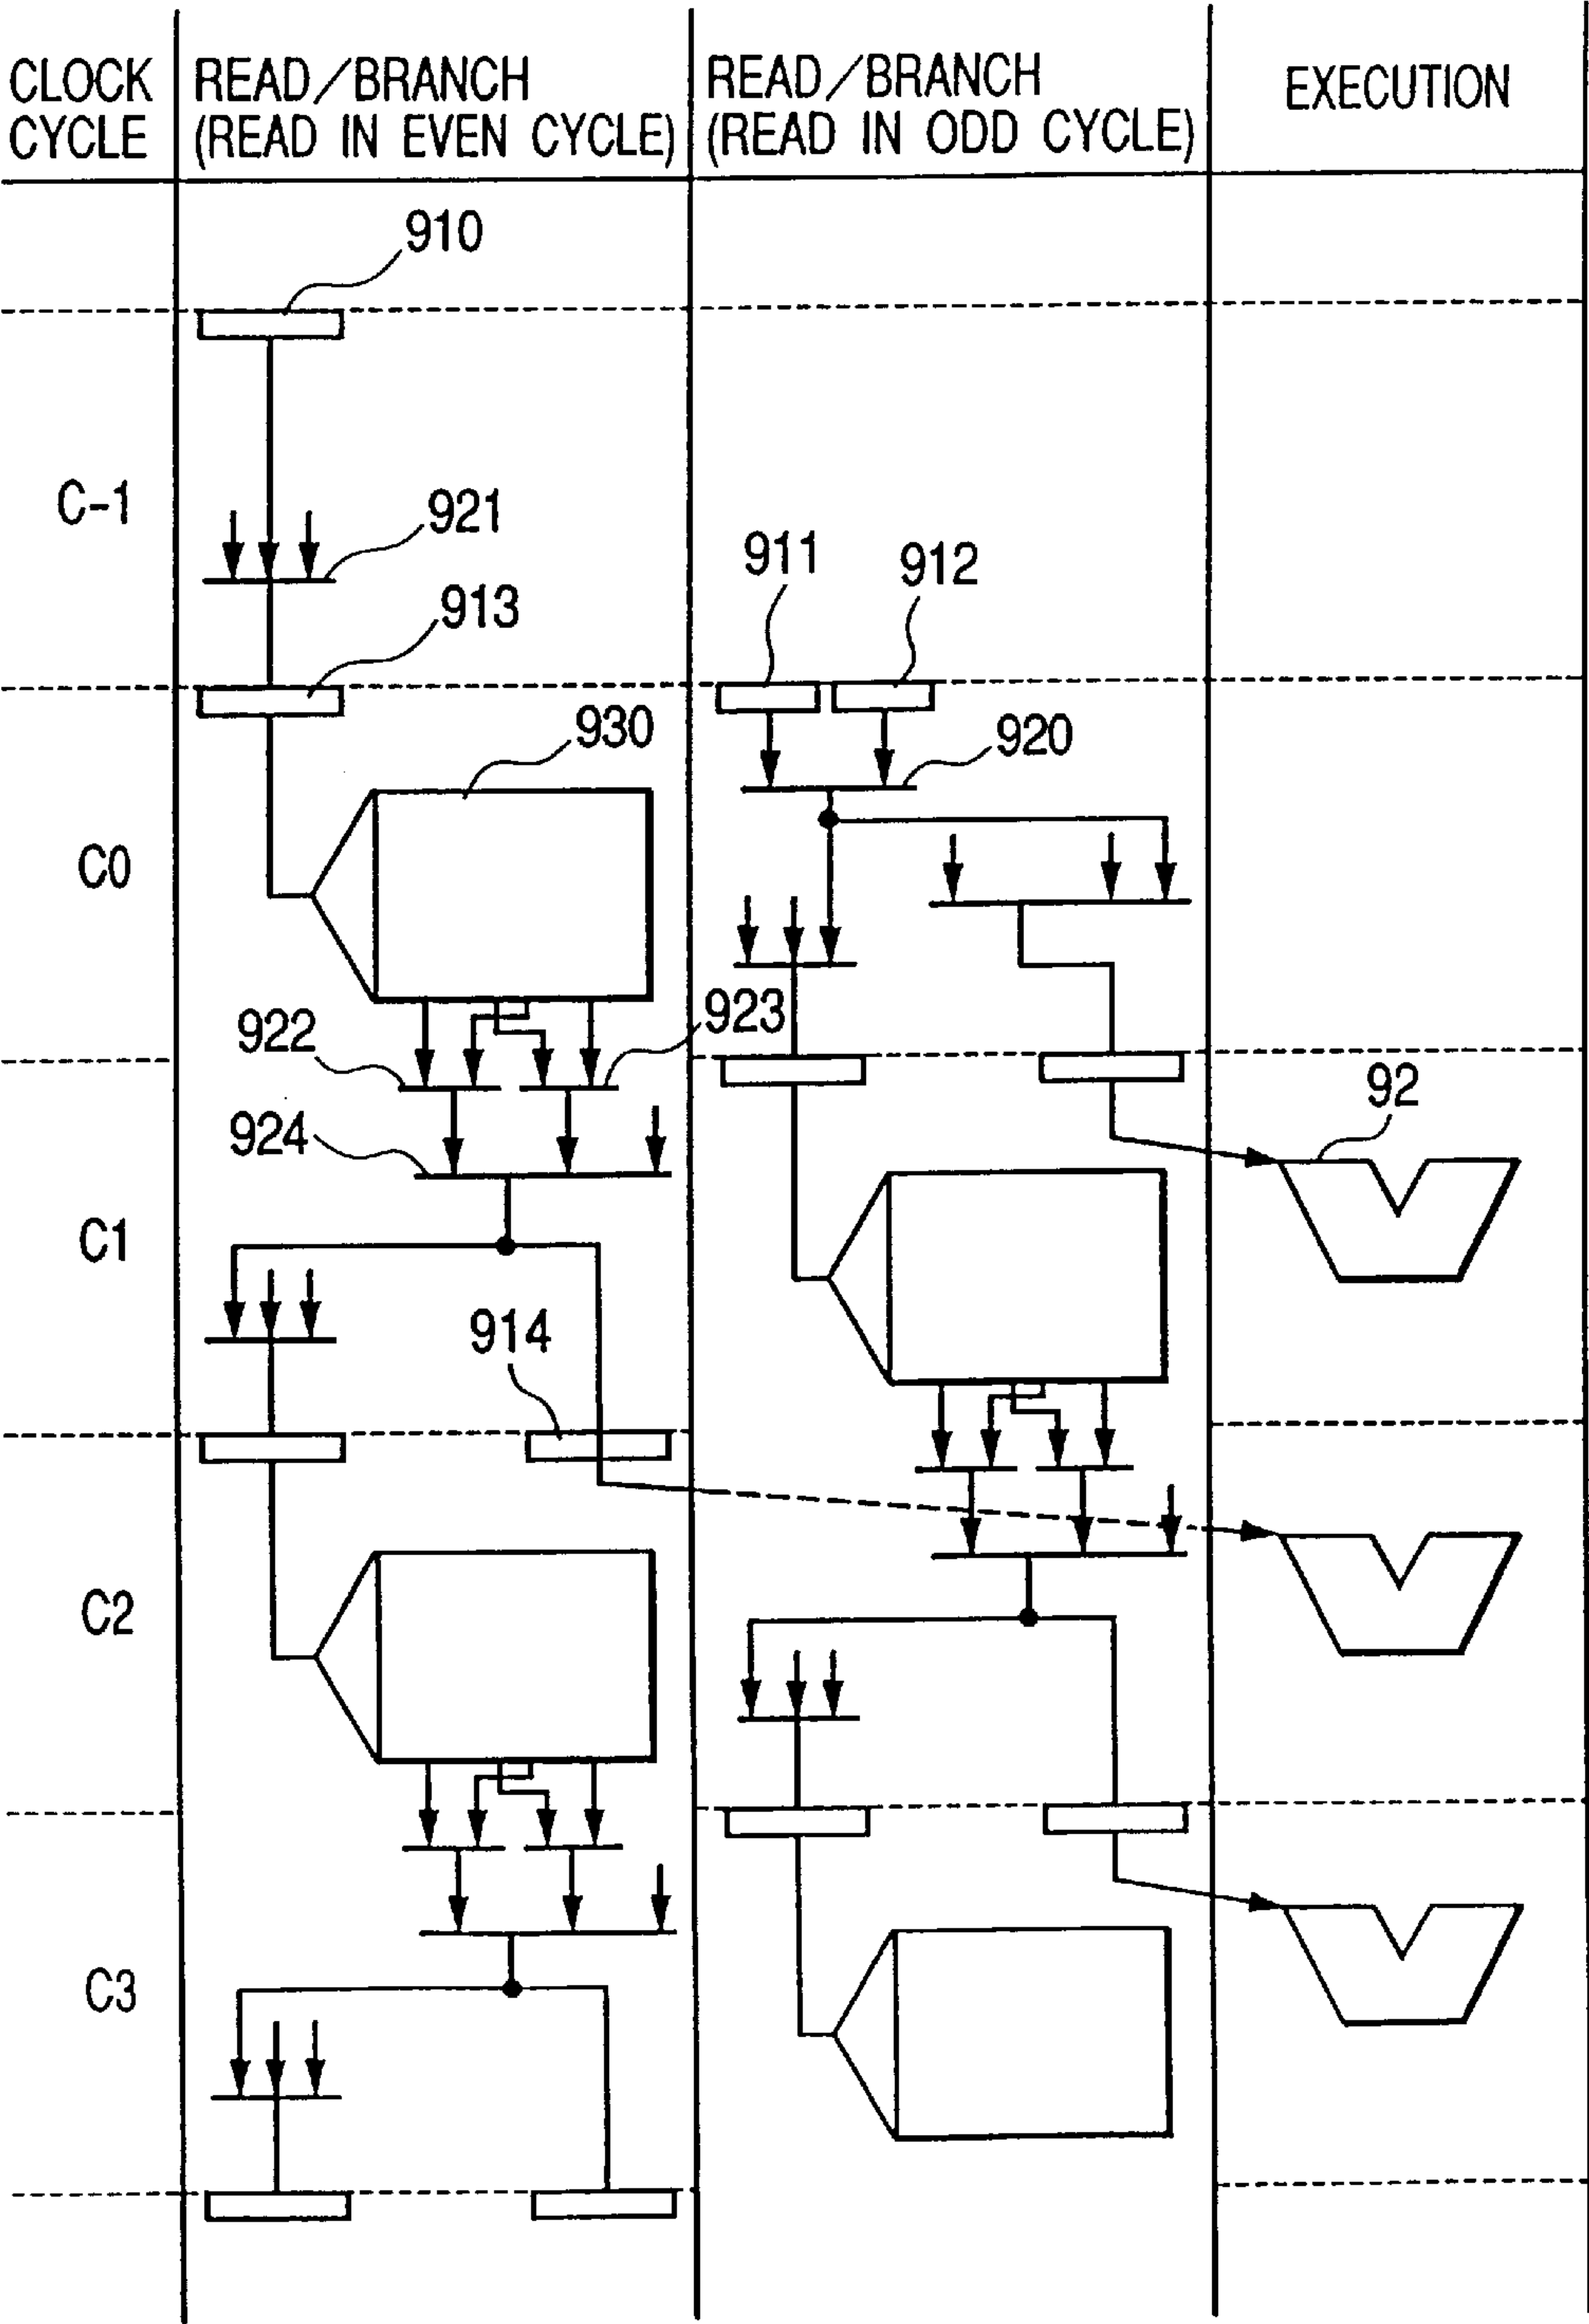 CLOCK
CYCLE
READ/BRANCH
(READ IN EVEN CYCLE)
READ/BRANCH
(READ IN ODD CYCLE)
EXECUTION
910
C-1
921
913
911
912
930
920
C0
922
923
924
92
C1
914
C2
C3